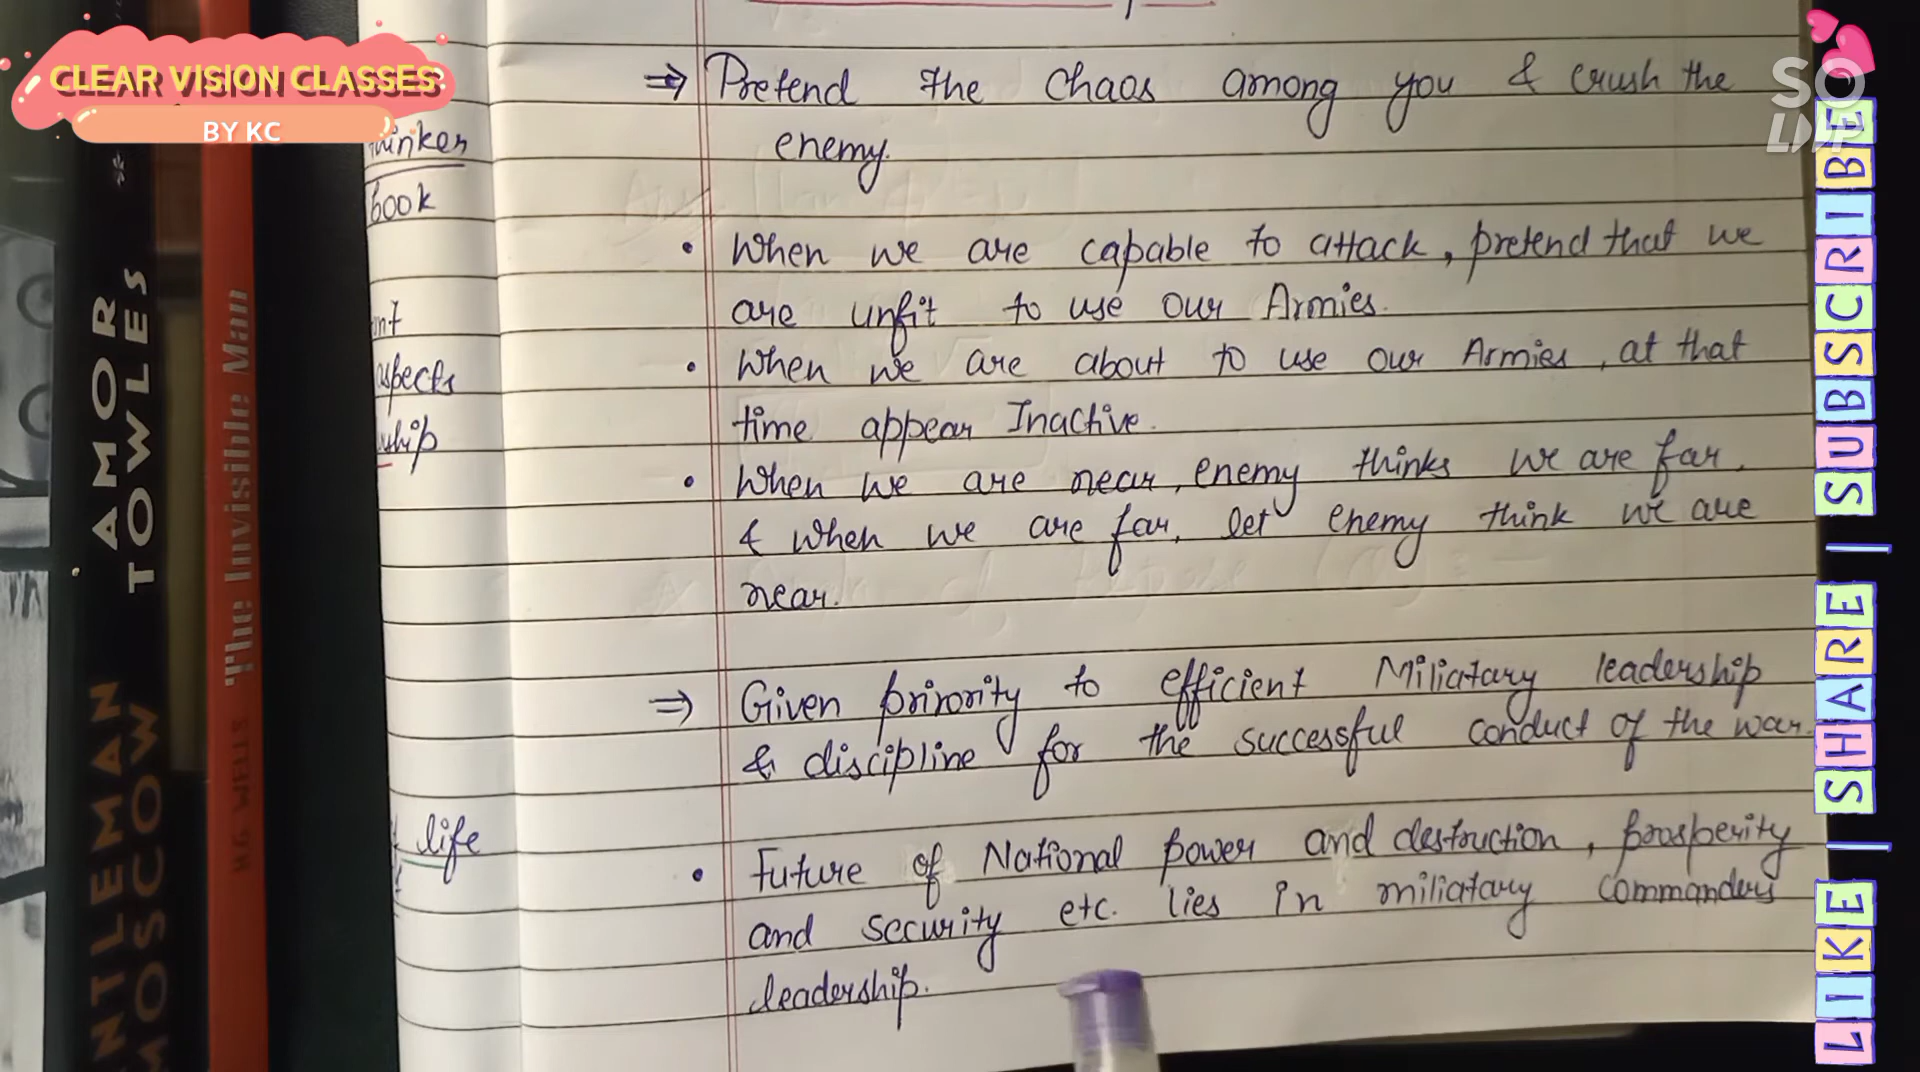 CLEAR VISION CLASSES
BY KC
SOLOOP
LIKE | SHARE | SUBSCRIBE
AMOR
TOWLES
MOSCOW
The Invisible Man
H.G. WELLS
book
life
⇒ Pretend the Chaos among you & crush the
enemy.
• When we are capable to attack, pretend that we
are unfit to use our Armies.
• When we are about to use our Armies, at that
time appear Inactive.
• When we are near, enemy thinks we are far.
& when we are far, let enemy think we are
near.
⇒ Given priority to efficient Miliatary leadership
& discipline for the successful conduct of the war.
• Future of National power and destruction, prosperity
and security etc. lies in miliatary commanders
leadership.